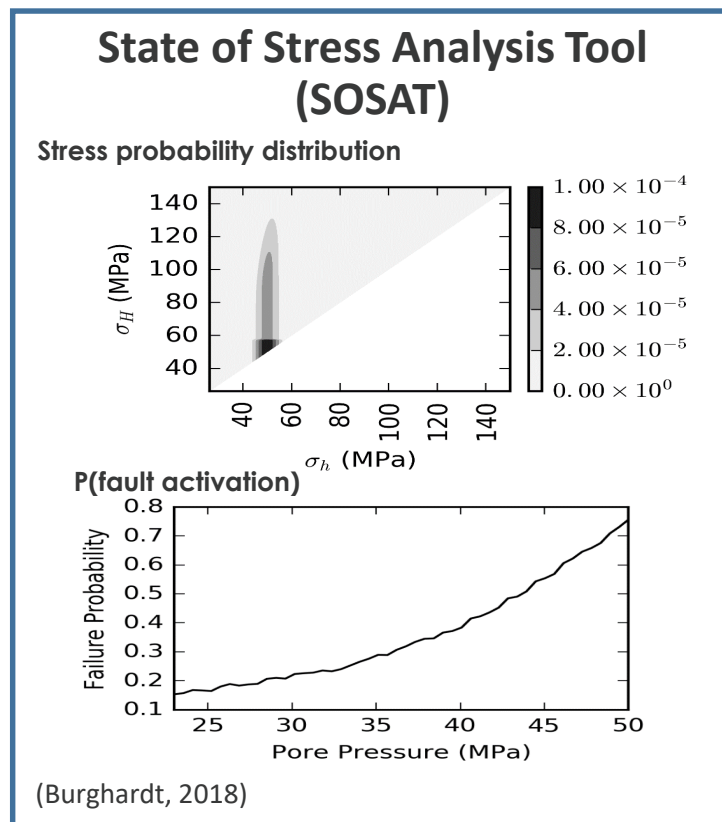 State of Stress Analysis Tool
(SOSAT)
Stress probability distribution
140
120
100
80
60
40
σ_H (MPa)
40 60 80 100 120 140
σ_h (MPa)
1.00 × 10⁻⁴
8.00 × 10⁻⁵
6.00 × 10⁻⁵
4.00 × 10⁻⁵
2.00 × 10⁻⁵
0.00 × 10⁰
P(fault activation)
Failure Probability
0.8
0.7
0.6
0.5
0.4
0.3
0.2
0.1
25 30 35 40 45 50
Pore Pressure (MPa)
(Burghardt, 2018)